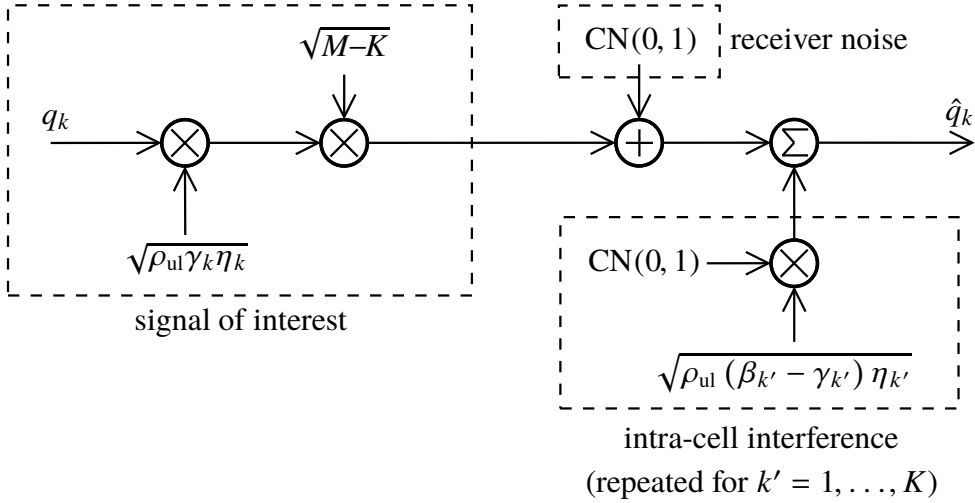 √M–K
CN(0, 1) receiver noise
q_k
q̂_k
√ρ_ul γ_k η_k
signal of interest
CN(0, 1)
√ρ_ul (β_k′ − γ_k′) η_k′
intra-cell interference
(repeated for k′ = 1, . . . , K)